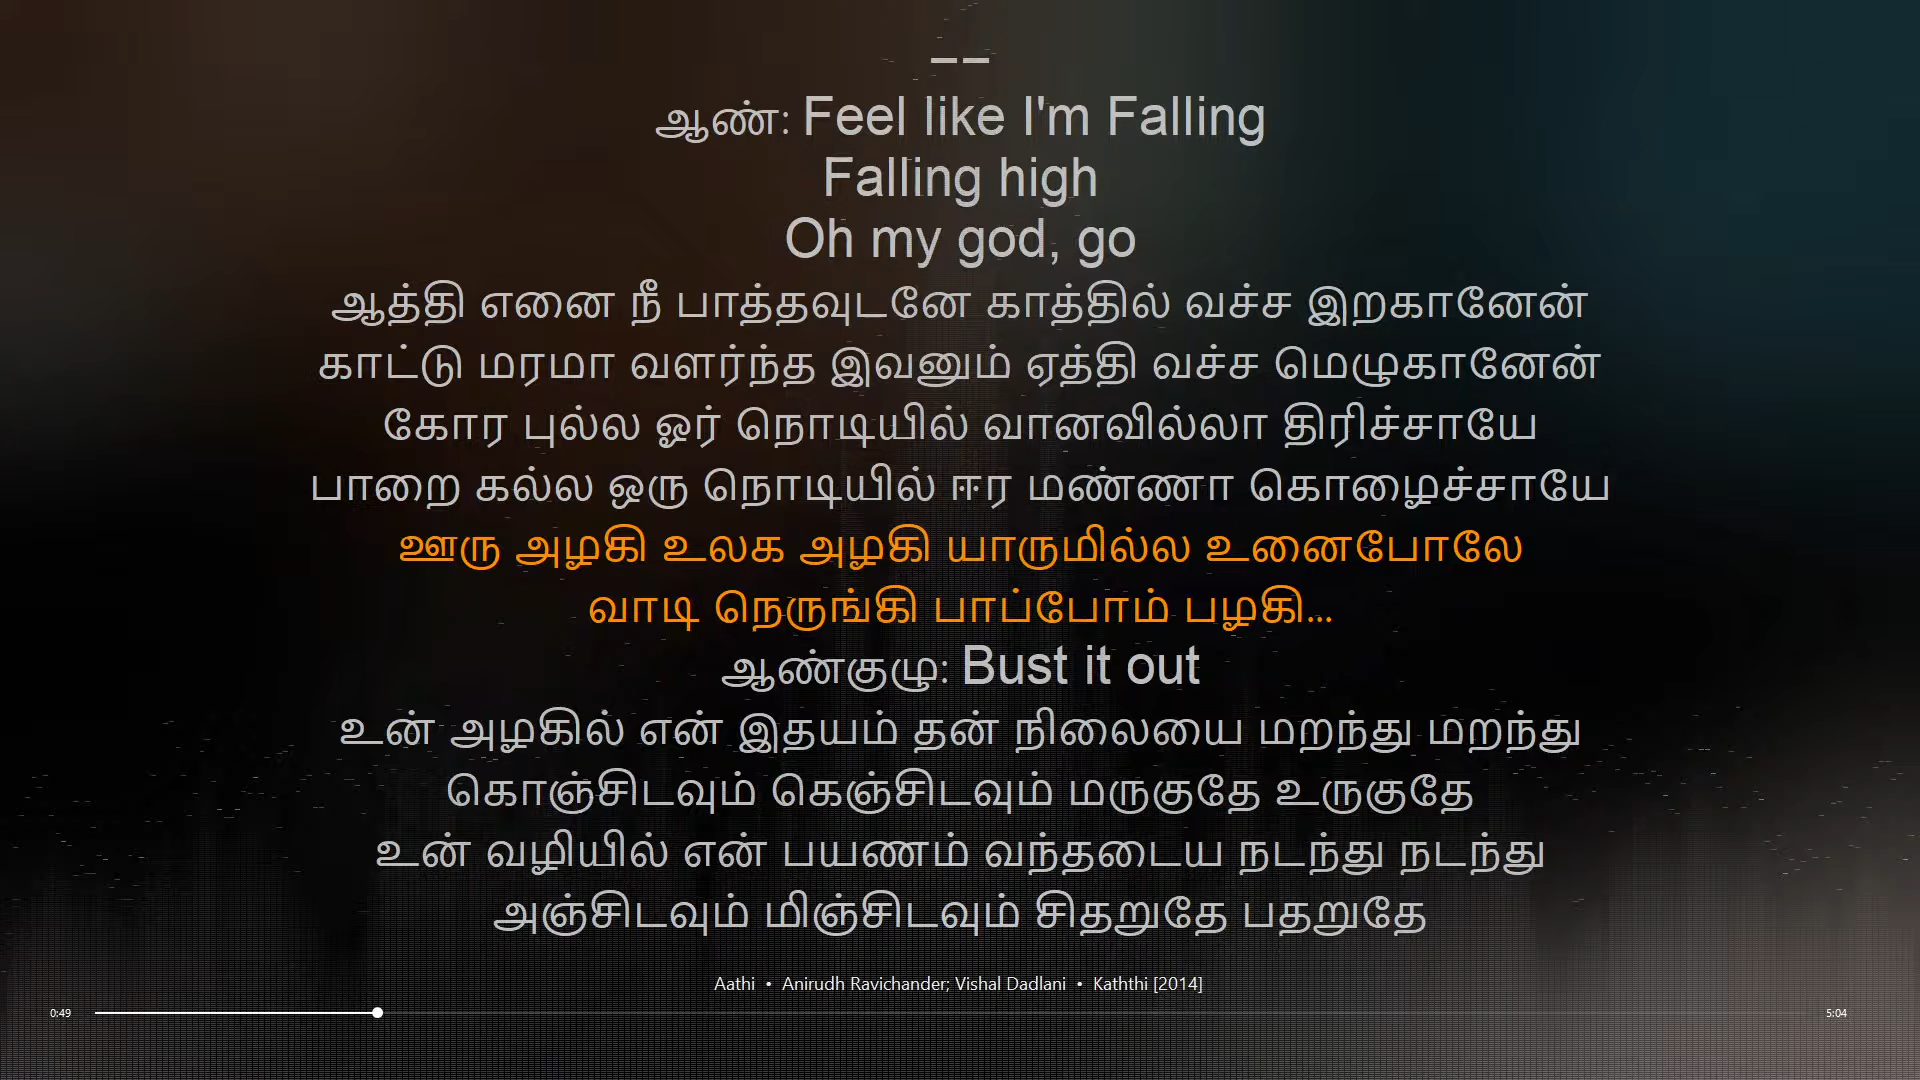 --
ஆண்: Feel like I'm Falling
Falling high
Oh my god, go
ஆத்தி எனை நீ பாத்தவுடனே காத்தில் வச்ச இறகானேன்
காட்டு மரமா வளர்ந்த இவனும் ஏத்தி வச்ச மெழுகானேன்
கோர புல்ல ஓர் நொடியில் வானவில்லா திரிச்சாயே
பாறை கல்ல ஒரு நொடியில் ஈர மண்ணா கொழைச்சாயே
ஊரு அழகி உலக அழகி யாருமில்ல உனைபோலே
வாடி நெருங்கி பாப்போம் பழகி...
ஆண்குழு: Bust it out
உன் அழகில் என் இதயம் தன் நிலையை மறந்து மறந்து
கொஞ்சிடவும் கெஞ்சிடவும் மருகுதே உருகுதே
உன் வழியில் என் பயணம் வந்தடைய நடந்து நடந்து
அஞ்சிடவும் மிஞ்சிடவும் சிதறுதே பதறுதே
Aathi • Anirudh Ravichander; Vishal Dadlani • Kaththi [2014]
0:49 5:04